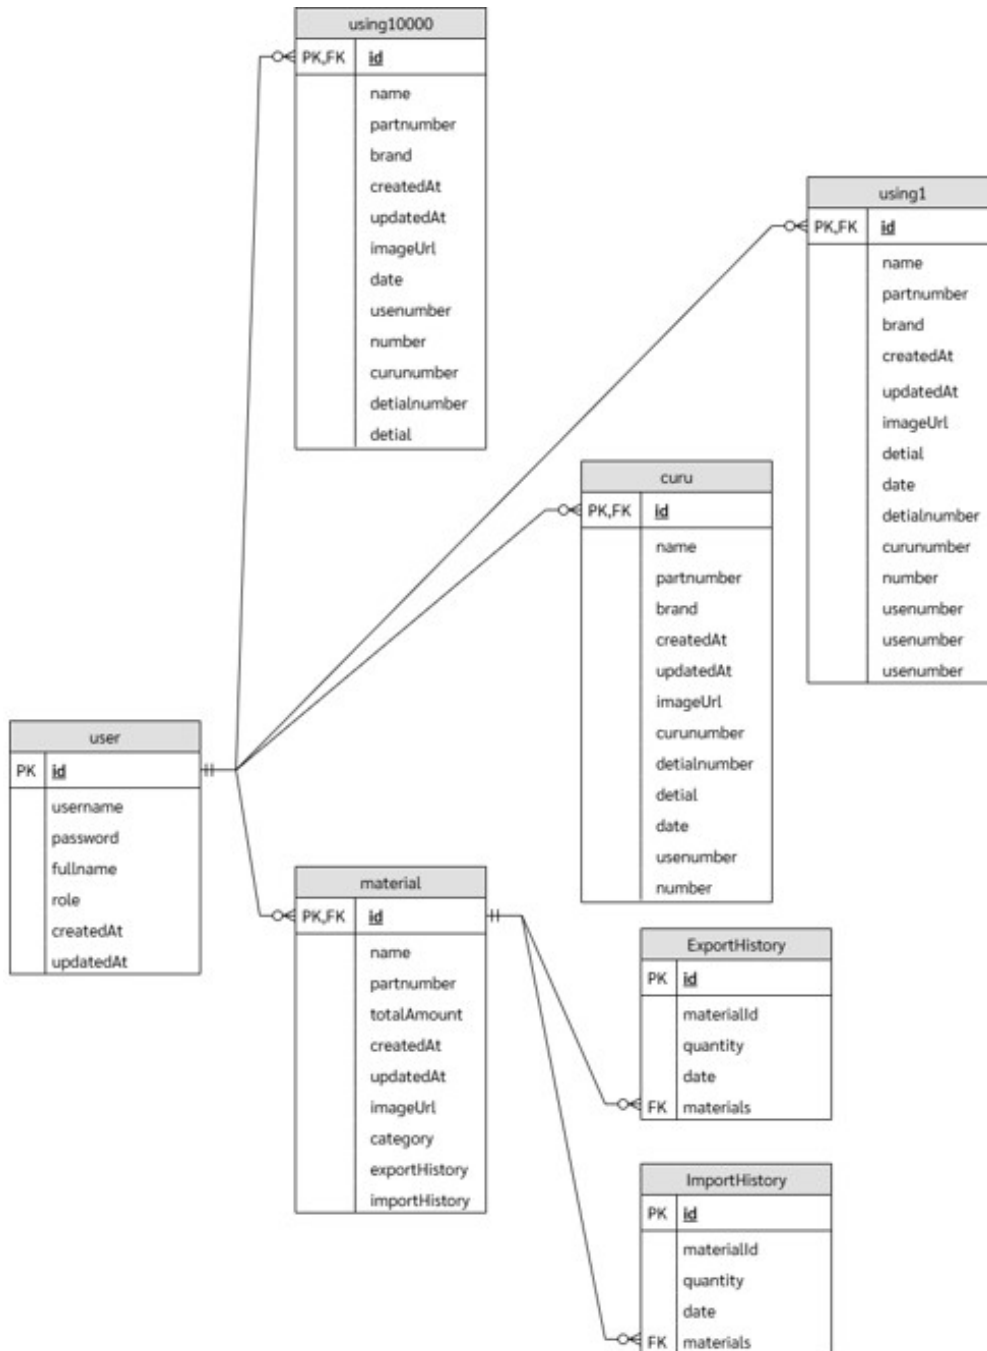 using10000
PK,FK id
name
partnumber
brand
createdAt
updatedAt
imageUrl
date
usenumber
number
curunumber
detialnumber
detial
using1
PK,FK id
name
partnumber
brand
createdAt
updatedAt
imageUrl
detial
date
detialnumber
curunumber
number
usenumber
usenumber
usenumber
curu
PK,FK id
name
partnumber
brand
createdAt
updatedAt
imageUrl
curunumber
detialnumber
detial
date
usenumber
number
user
PK id
username
password
fullname
role
createdAt
updatedAt
material
PK,FK id
name
partnumber
totalAmount
createdAt
updatedAt
imageUrl
category
exportHistory
importHistory
ExportHistory
PK id
materialId
quantity
date
FK materials
ImportHistory
PK id
materialId
quantity
date
FK materials